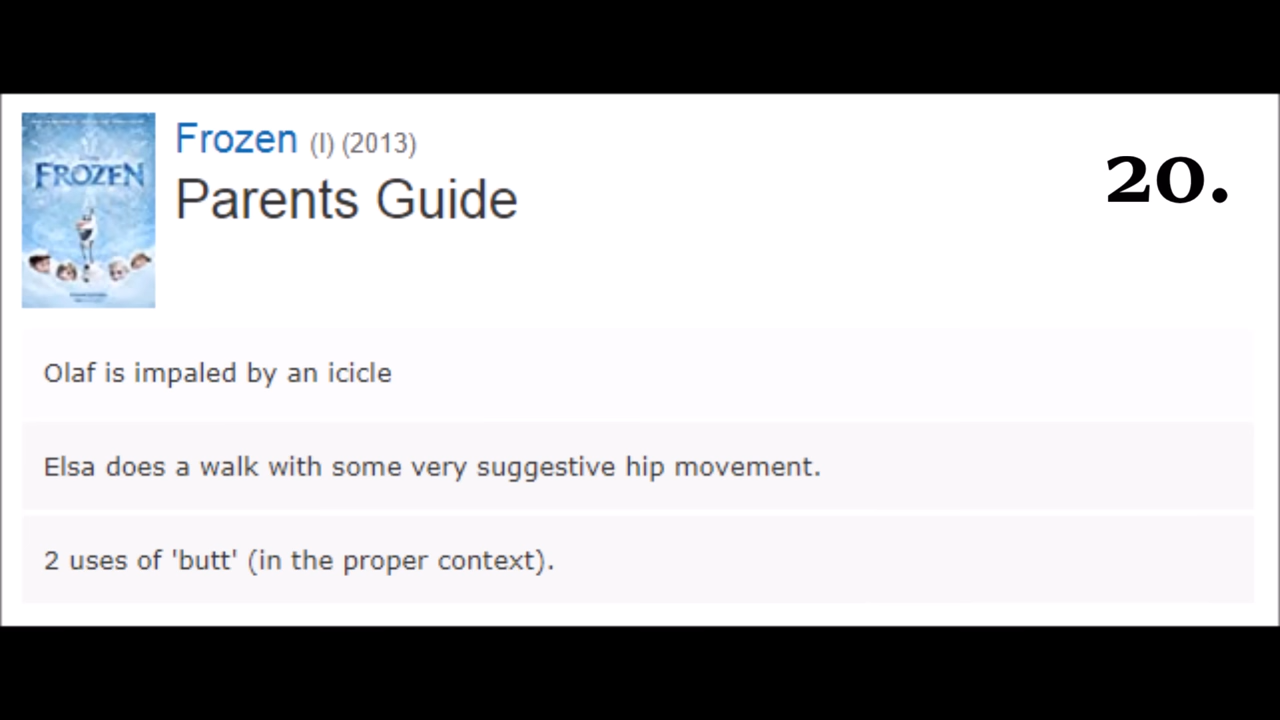 Frozen (I) (2013)
20.
Parents Guide
FROZEN
Olaf is impaled by an icicle
Elsa does a walk with some very suggestive hip movement.
2 uses of 'butt' (in the proper context).